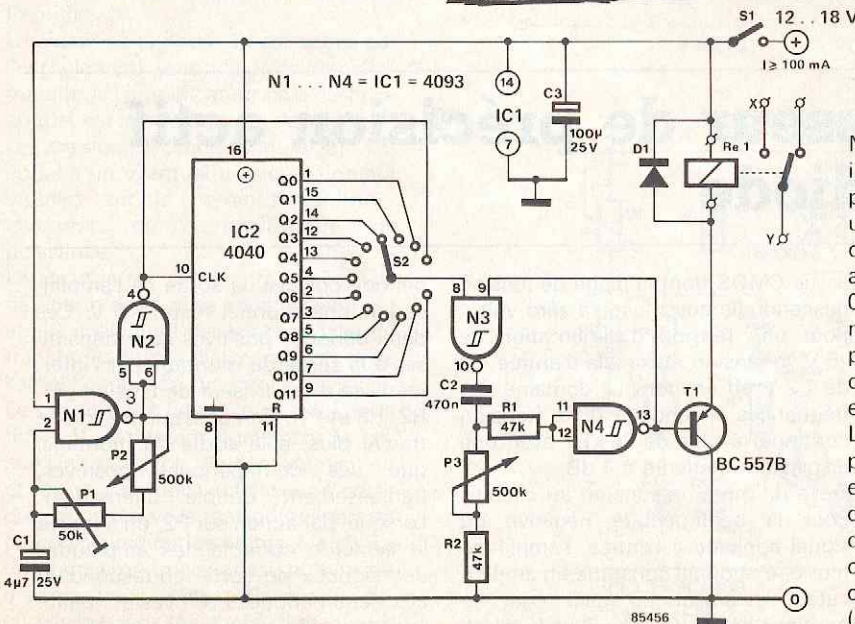 S1 12 . . 18 V
+
I ≥ 100 mA
N1 . . . N4 = IC1 = 4093
14
IC1
7
C3
100µ
25 V
D1
Re 1
X
Y
16
+
IC2
4040
10
CLK
Q0 1
Q1 15
Q2 14
Q3 12
Q4 13
Q5 4
Q6 2
Q7 3
Q8 5
Q9 6
Q10 7
Q11 9
R
8
11
S2
4
N2
5 6
1
2
N1
3
P2
500k
P1
50k
C1
4µ7
25V
8 9
N3
10
C2
470n
R1
47k
P3
500k
R2
47k
11
12
N4
13
T1
BC 557B
0
85456